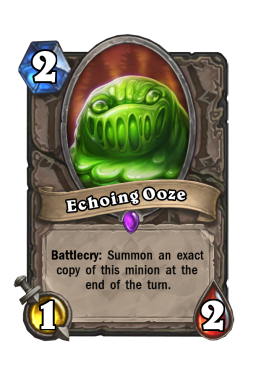 2
Echoing Ooze
Battlecry: Summon an exact
copy of this minion at the
end of the turn.
1
2